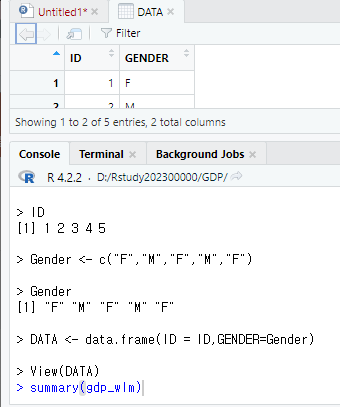 Untitled1* × DATA ×
Filter
ID GENDER
1 1 F
2 2 M
Showing 1 to 2 of 5 entries, 2 total columns
Console Terminal × Background Jobs ×
R R 4.2.2 · D:/Rstudy202300000/GDP/
> ID
[1] 1 2 3 4 5
> Gender <- c("F","M","F","M","F")
> Gender
[1] "F" "M" "F" "M" "F"
> DATA <- data.frame(ID = ID,GENDER=Gender)
> View(DATA)
> summary(gdp_wlm)